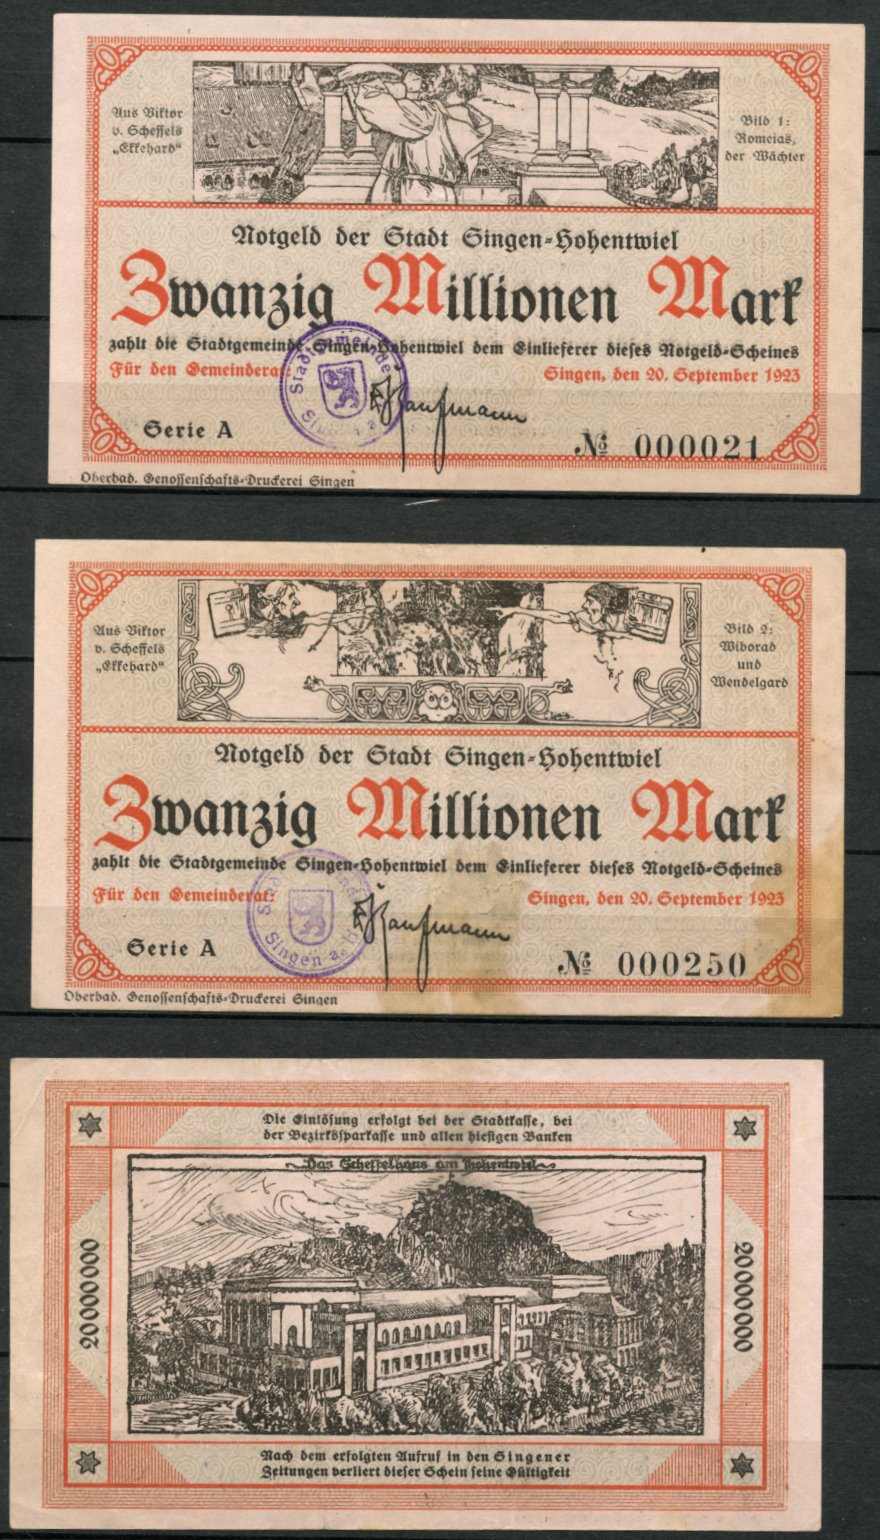 Aus Viktor
v. Scheffels
„Ekkehard“
Bild 1:
Romeias,
der Wächter
Notgeld der Stadt Singen-Hohentwiel
Zwanzig Millionen Mark
zahlt die Stadtgemeinde Singen-Hohentwiel dem Einlieferer dieses Notgeld-Scheines
Für den Gemeinderat:
Singen, den 20. September 1923
Stadtgemeinde
Kaufmann
Serie A
№ 000021
Oberbad. Genossenschafts-Druckerei Singen
Aus Viktor
v. Scheffels
„Ekkehard“
Bild 2:
Wiborad
und
Wendelgard
Notgeld der Stadt Singen-Hohentwiel
Zwanzig Millionen Mark
zahlt die Stadtgemeinde Singen-Hohentwiel dem Einlieferer dieses Notgeld-Scheines
Für den Gemeinderat:
Singen, den 20. September 1923
Singen a.
Kaufmann
Serie A
№ 000250
Oberbad. Genossenschafts-Druckerei Singen
Die Einlösung erfolgt bei der Stadtkasse, bei
der Bezirkssparkasse und allen hiesigen Banken
Das Scheffelhaus am Hohentwiel
20000000
20000000
Nach dem erfolgten Aufruf in den Singener
Zeitungen verliert dieser Schein seine Gültigkeit